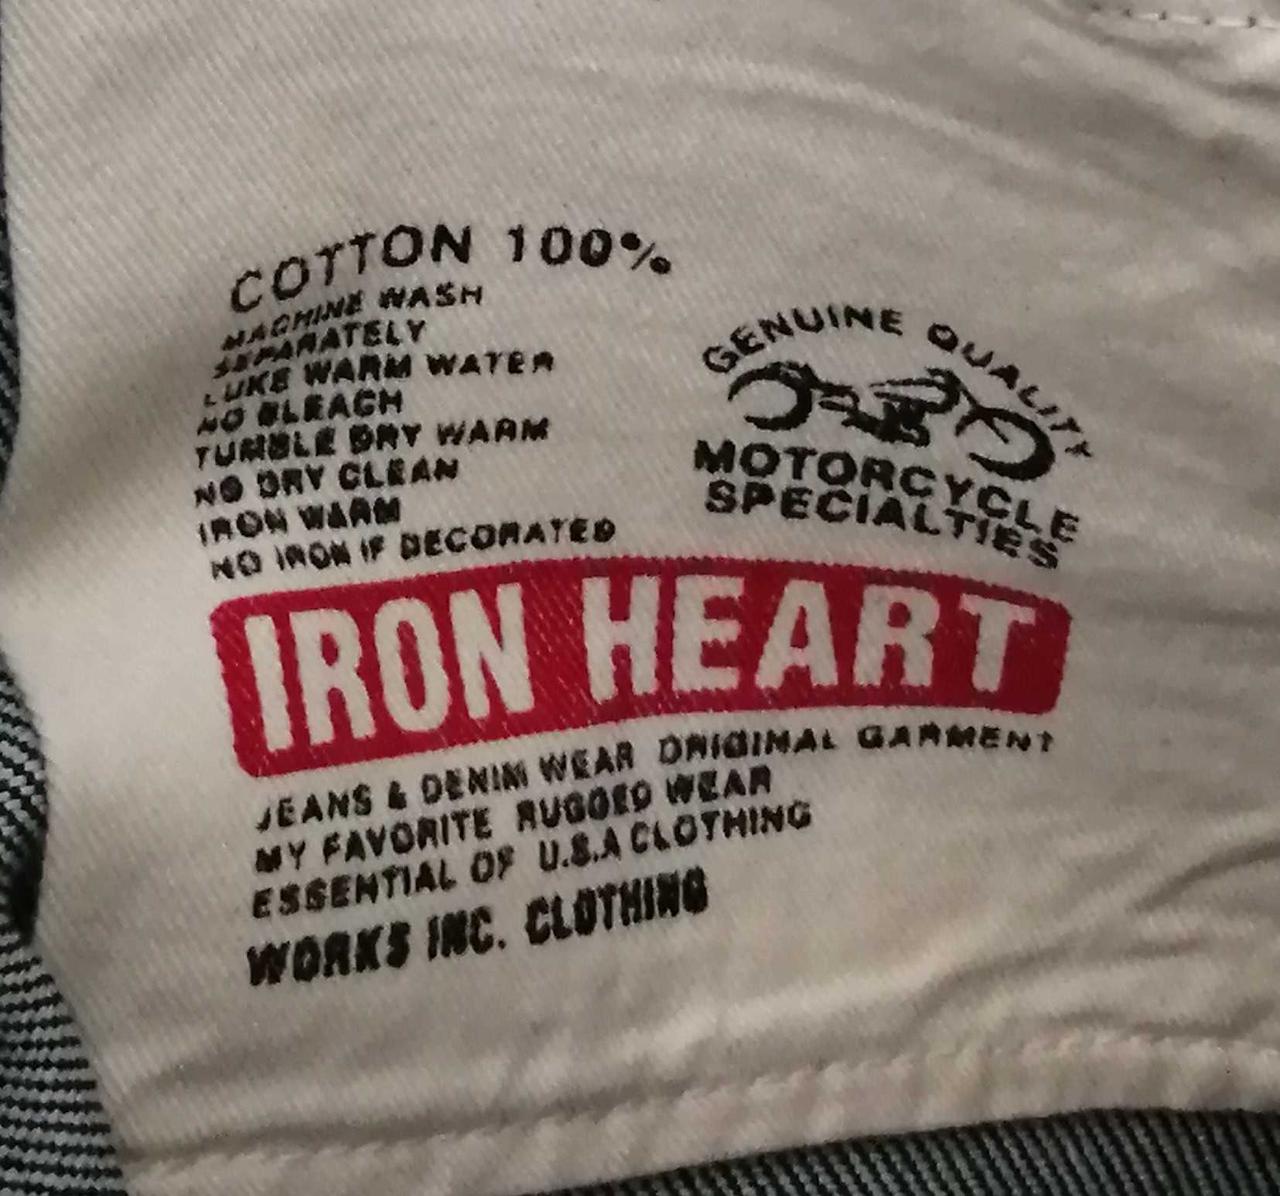 COTTON 100%
MACHINE WASH
SEPARATELY
LUKE WARM WATER
NO BLEACH
TUMBLE DRY WARM
NO DRY CLEAN
IRON WARM
NO IRON IF DECORATED
GENUINE QUALITY
MOTORCYCLE
SPECIALTIES
IRON HEART
JEANS & DENIM WEAR ORIGINAL GARMENT
MY FAVORITE RUGGED WEAR
ESSENTIAL OF U.S.A CLOTHING
WORKS INC. CLOTHING